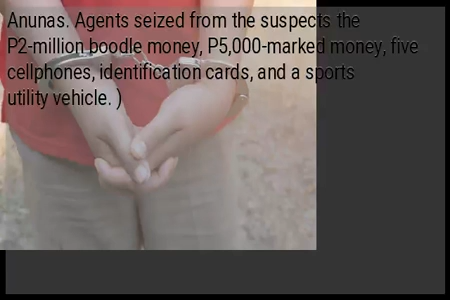 Anunas. Agents seized from the suspects the
P2-million boodle money, P5,000-marked money, five
cellphones, identification cards, and a sports
utility vehicle. )